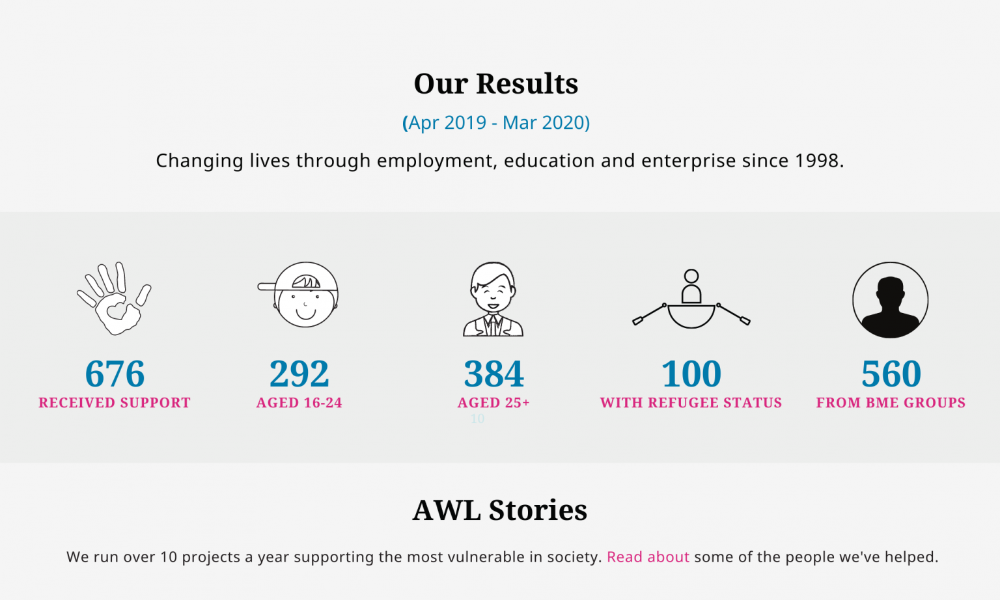 Our Results
(Apr 2019 - Mar 2020)
Changing lives through employment, education and enterprise since 1998.
676
RECEIVED SUPPORT
292
AGED 16-24
384
AGED 25+
10
100
WITH REFUGEE STATUS
560
FROM BME GROUPS
AWL Stories
We run over 10 projects a year supporting the most vulnerable in society. Read about some of the people we've helped.